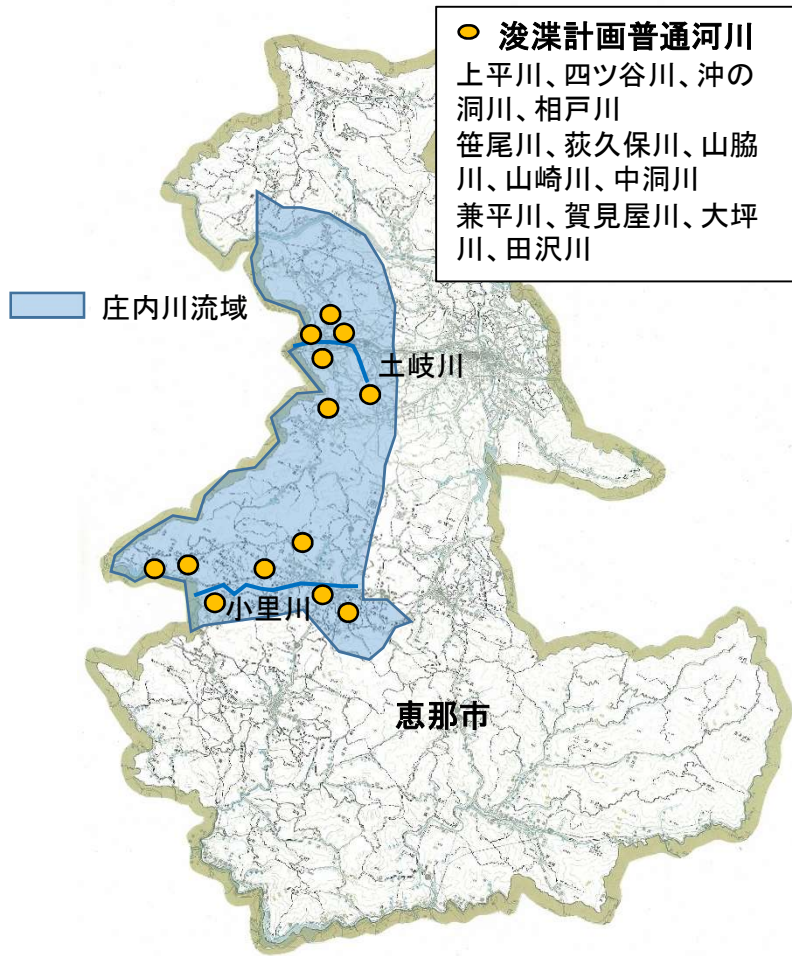 浚渫計画普通河川
上平川、四ツ谷川、沖の
洞川、相戸川
笹尾川、荻久保川、山脇
川、山崎川、中洞川
兼平川、賀見屋川、大坪
川、田沢川
庄内川流域
土岐川
小里川
恵那市